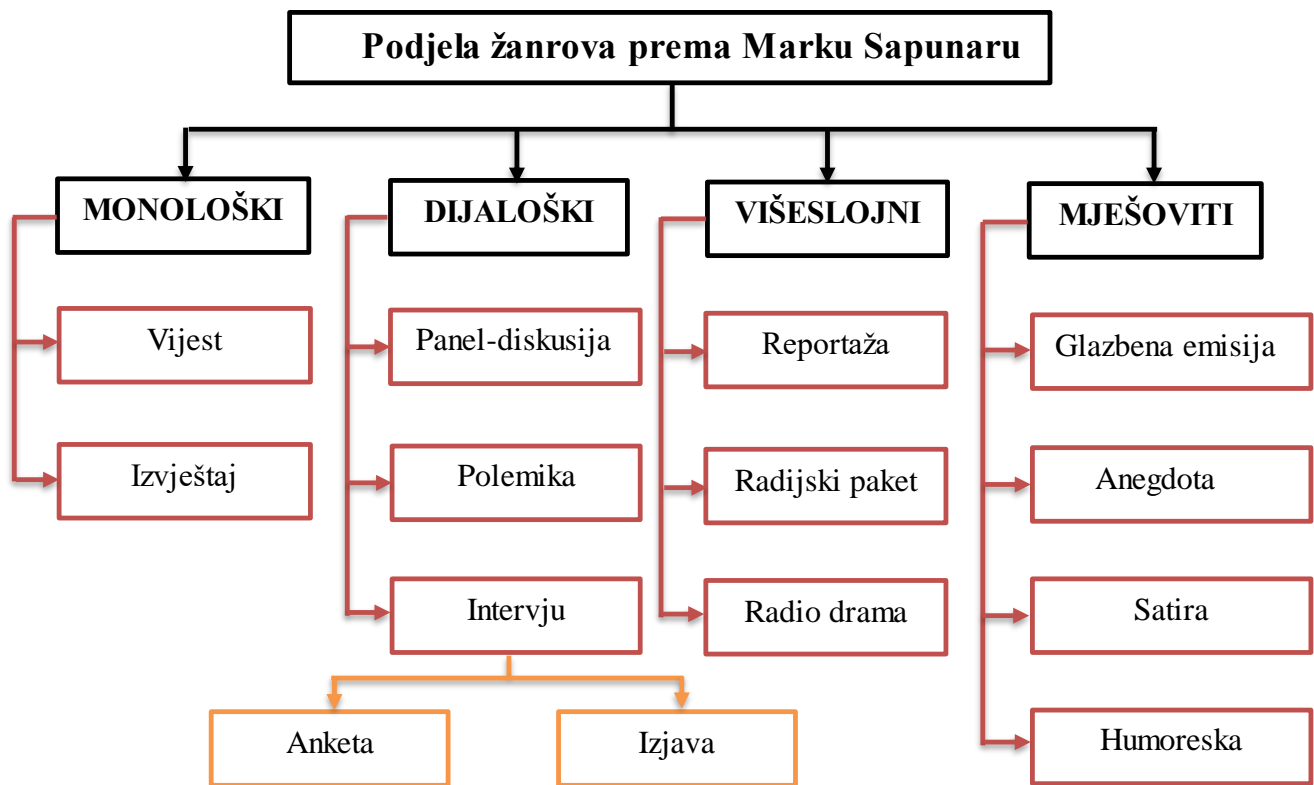 Podjela žanrova prema Marku Sapunaru
MONOLOŠKI
DIJALOŠKI
VIŠESLOJNI
MJEŠOVITI
Vijest
Panel-diskusija
Reportaža
Glazbena emisija
Izvještaj
Polemika
Radijski paket
Anegdota
Intervju
Radio drama
Satira
Anketa
Izjava
Humoreska